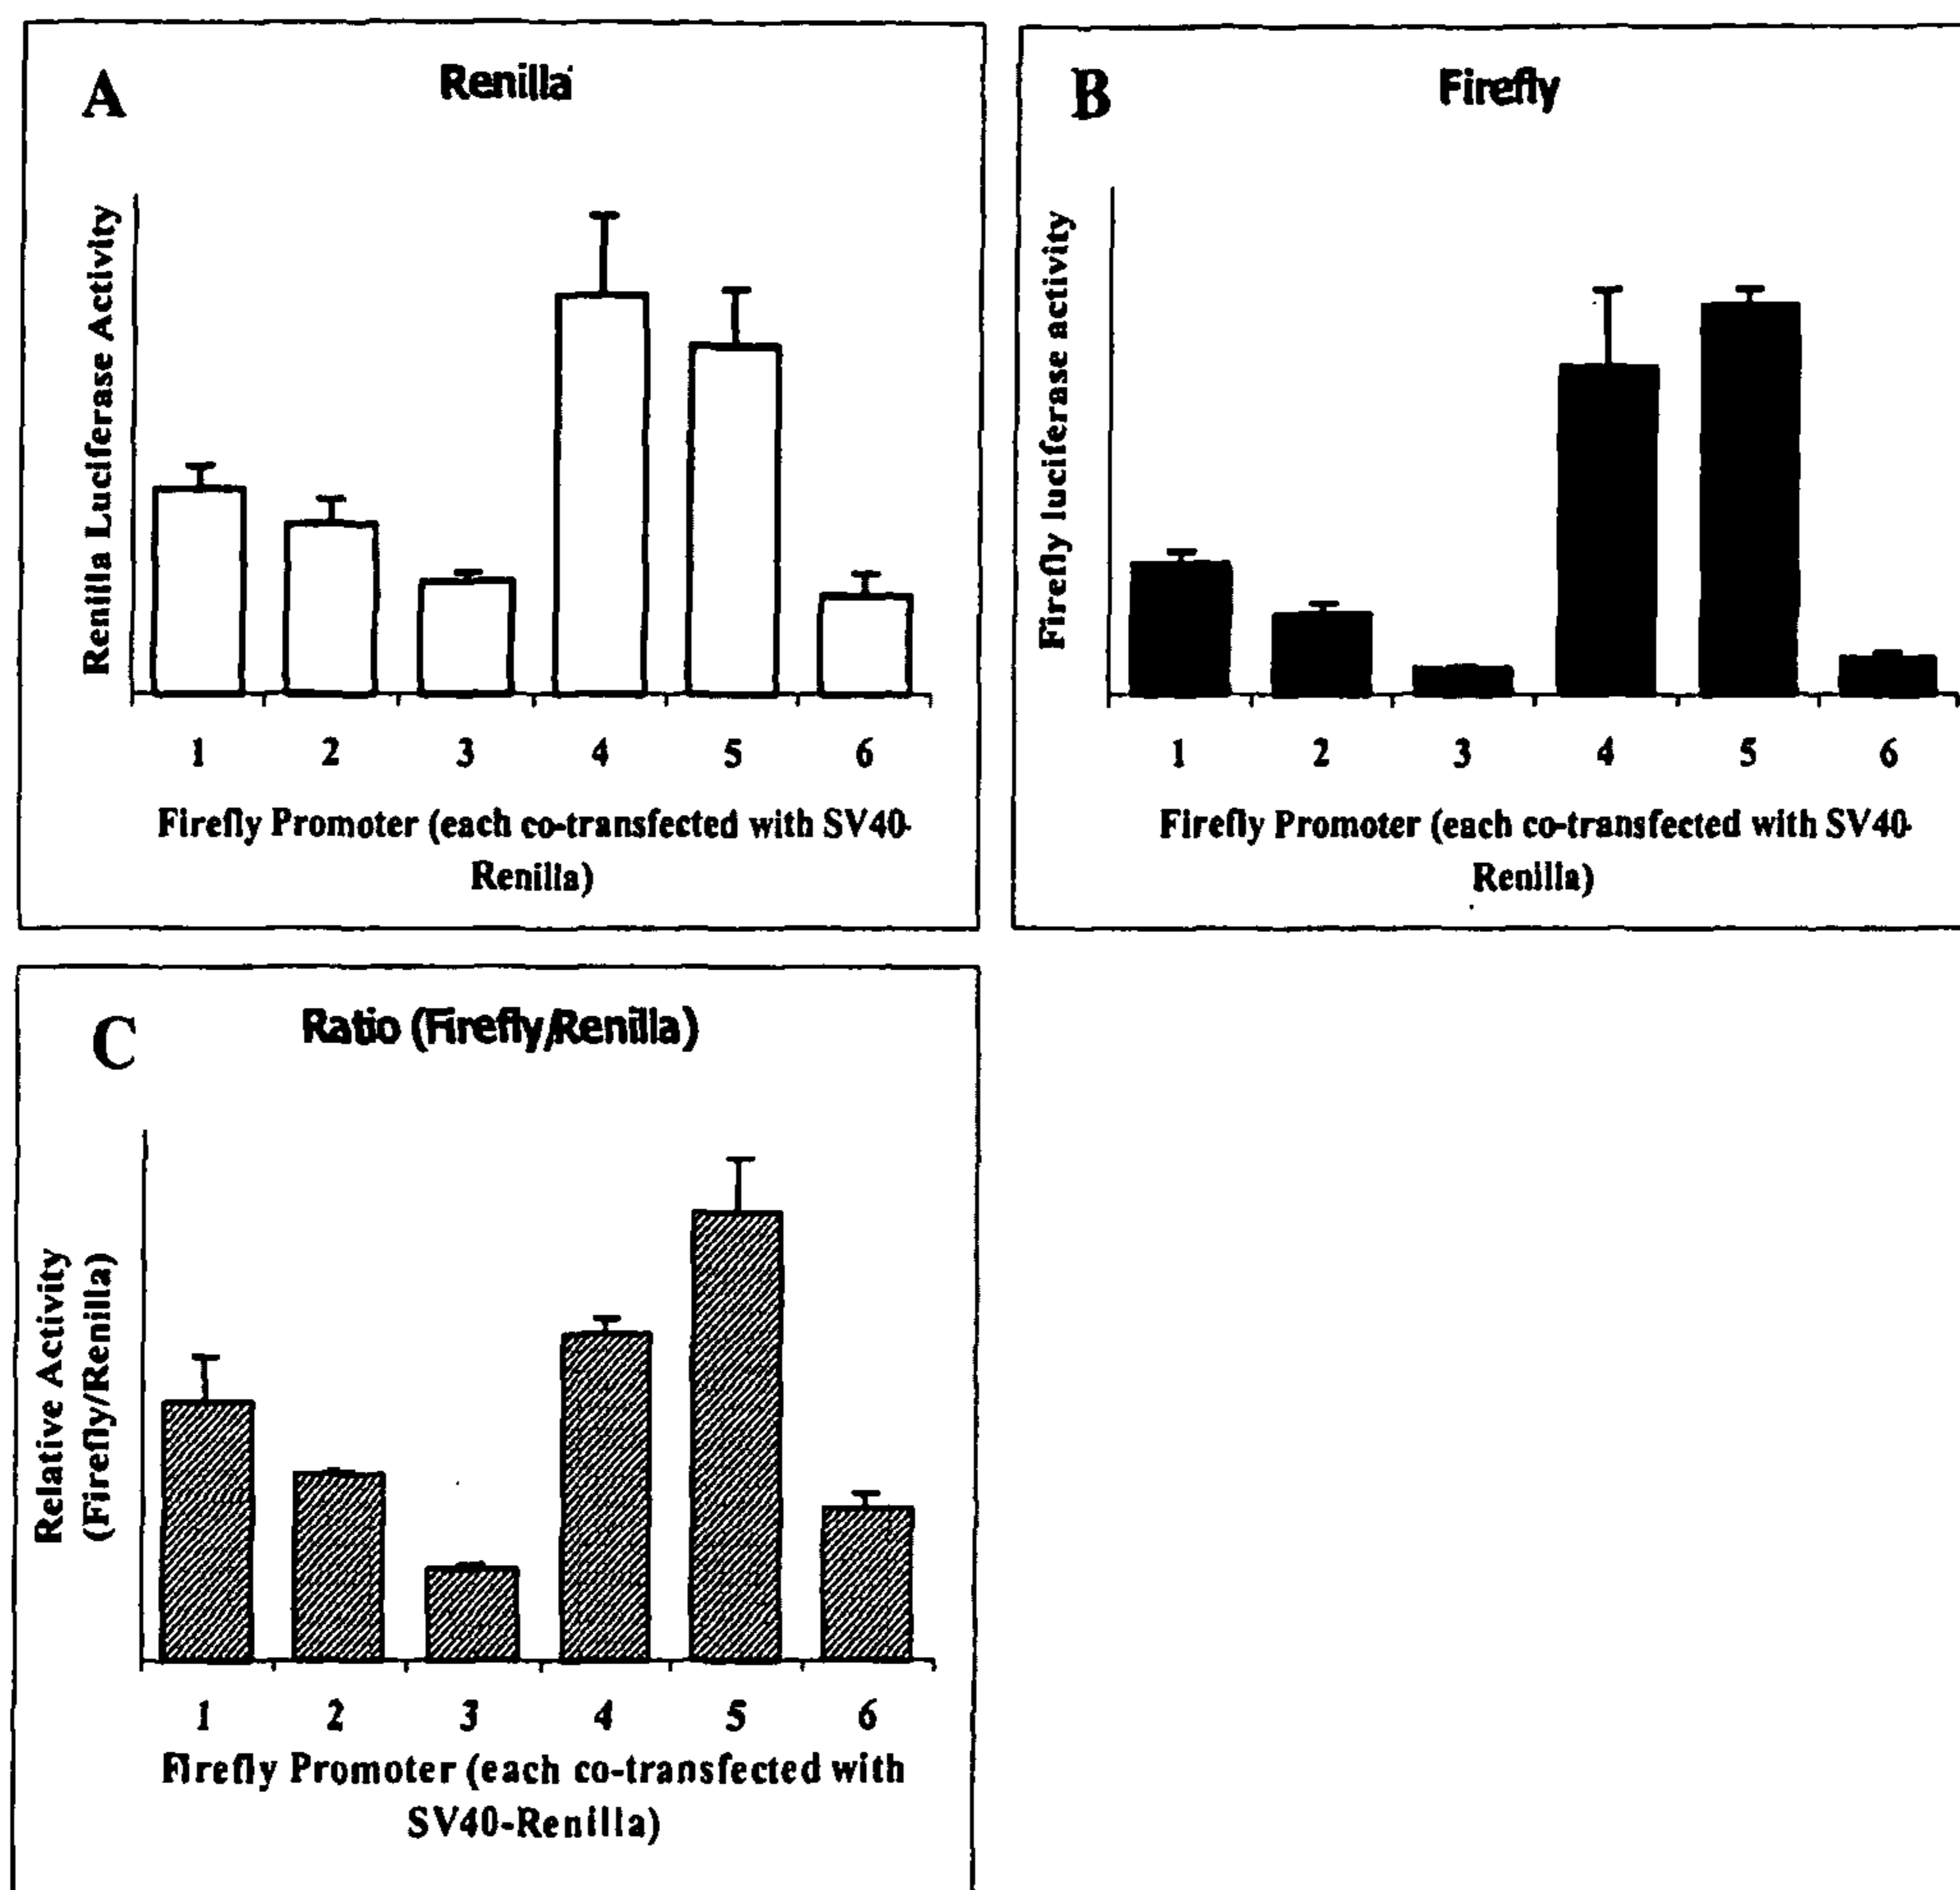 A
Renilla
Renilla Luciferase Activity
1 2 3 4 5 6
Firefly Promoter (each co-transfected with SV40-
Renilla)
B
Firefly
Firefly luciferase activity
1 2 3 4 5 6
Firefly Promoter (each co-transfected with SV40-
Renilla)
C
Ratio (Firefly/Renilla)
Relative Activity
(Firefly/Renilla)
1 2 3 4 5 6
Firefly Promoter (each co-transfected with
SV40-Renilla)